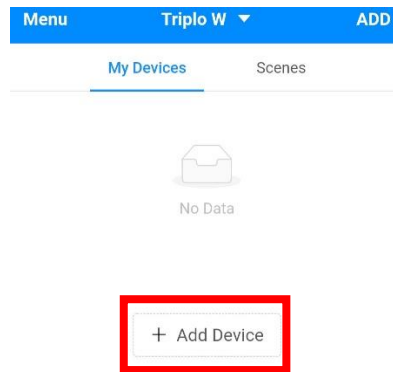 Menu Triplo W ▼ ADD
My Devices Scenes
No Data
+ Add Device